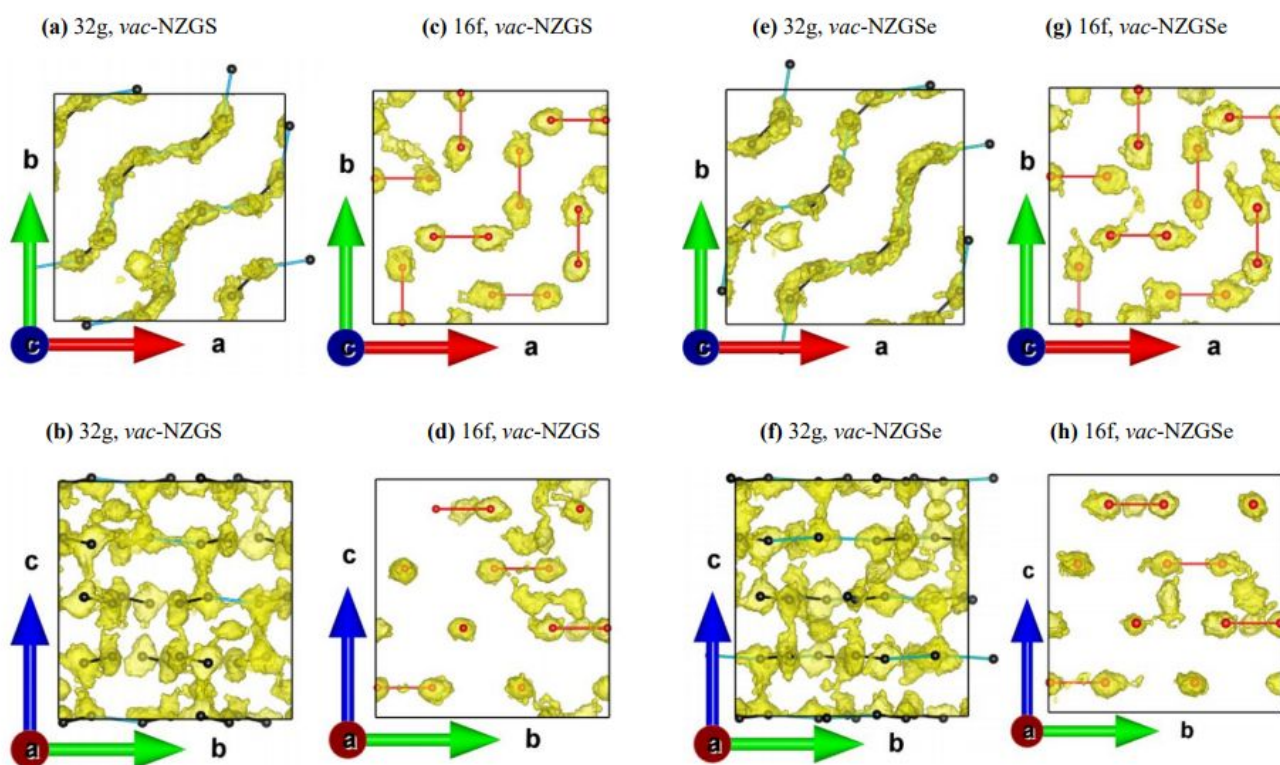 (a) 32g, vac-NZGS
(c) 16f, vac-NZGS
(e) 32g, vac-NZGSe
(g) 16f, vac-NZGSe
b
c
a
b
c
a
b
c
a
b
c
a
(b) 32g, vac-NZGS
(d) 16f, vac-NZGS
(f) 32g, vac-NZGSe
(h) 16f, vac-NZGSe
c
a
b
c
a
b
c
a
b
c
a
b